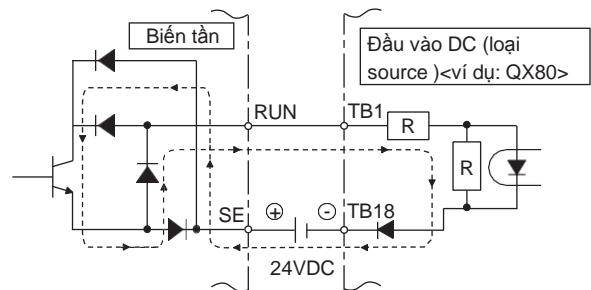 Biến tần
Đầu vào DC (loại
source )<ví dụ: QX80>
RUN
TB1
R
R
SE
+
-
TB18
24VDC